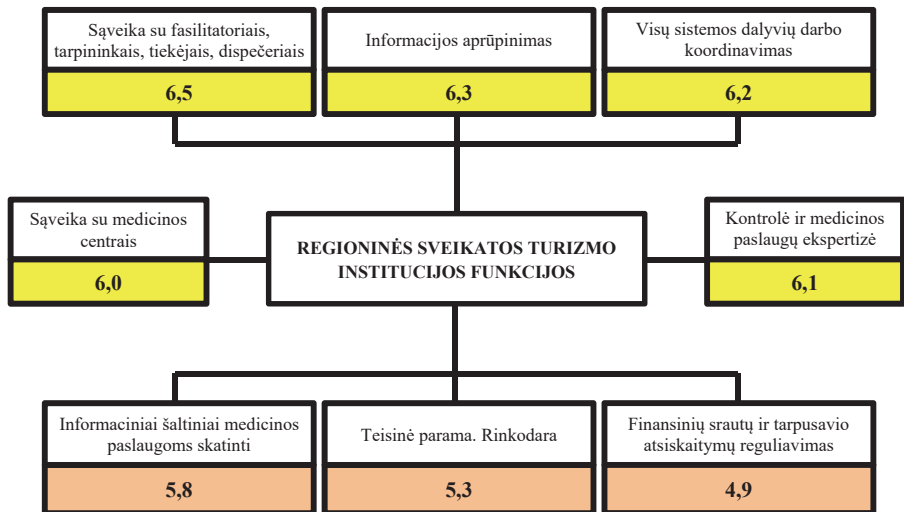 Sąveika su fasilitatoriais,
tarpininkais, tiekėjais, dispečeriais
6,5
Informacijos aprūpinimas
6,3
Visų sistemos dalyvių darbo
koordinavimas
6,2
Sąveika su medicinos
centrais
6,0
REGIONINĖS SVEIKATOS TURIZMO
INSTITUCIJOS FUNKCIJOS
Kontrolė ir medicinos
paslaugų ekspertizė
6,1
Informaciniai šaltiniai medicinos
paslaugoms skatinti
5,8
Teisinė parama. Rinkodara
5,3
Finansinių srautų ir tarpusavio
atsiskaitymų reguliavimas
4,9